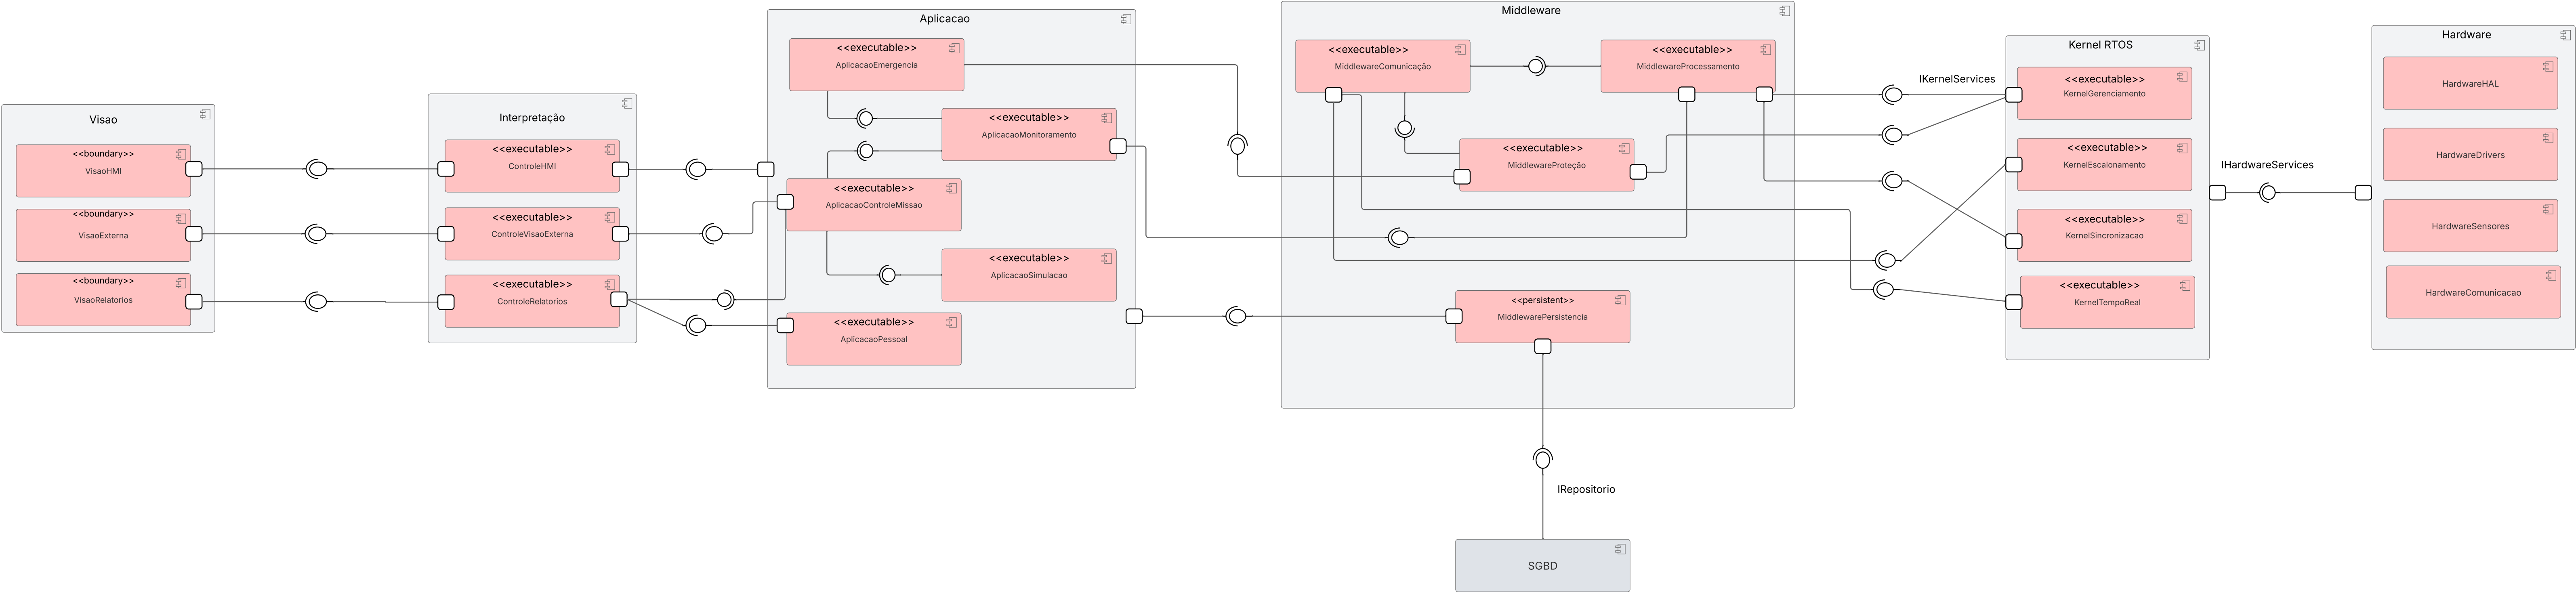 Visao
<<boundary>>
VisaoHMI
<<boundary>>
VisaoExterna
<<boundary>>
VisaoRelatorios
Interpretação
<<executable>>
ControleHMI
<<executable>>
ControleVisaoExterna
<<executable>>
ControleRelatorios
Aplicacao
<<executable>>
AplicacaoEmergencia
<<executable>>
AplicacaoMonitoramento
<<executable>>
AplicacaoControleMissao
<<executable>>
AplicacaoSimulacao
<<executable>>
AplicacaoPessoal
Middleware
<<executable>>
MiddlewareComunicação
<<executable>>
MiddlewareProcessamento
<<executable>>
MiddlewareProteção
<<persistent>>
MiddlewarePersistencia
IRepositorio
SGBD
IKernelServices
Kernel RTOS
<<executable>>
KernelGerenciamento
<<executable>>
KernelEscalonamento
<<executable>>
KernelSincronizacao
<<executable>>
KernelTempoReal
IHardwareServices
Hardware
HardwareHAL
HardwareDrivers
HardwareSensores
HardwareComunicacao